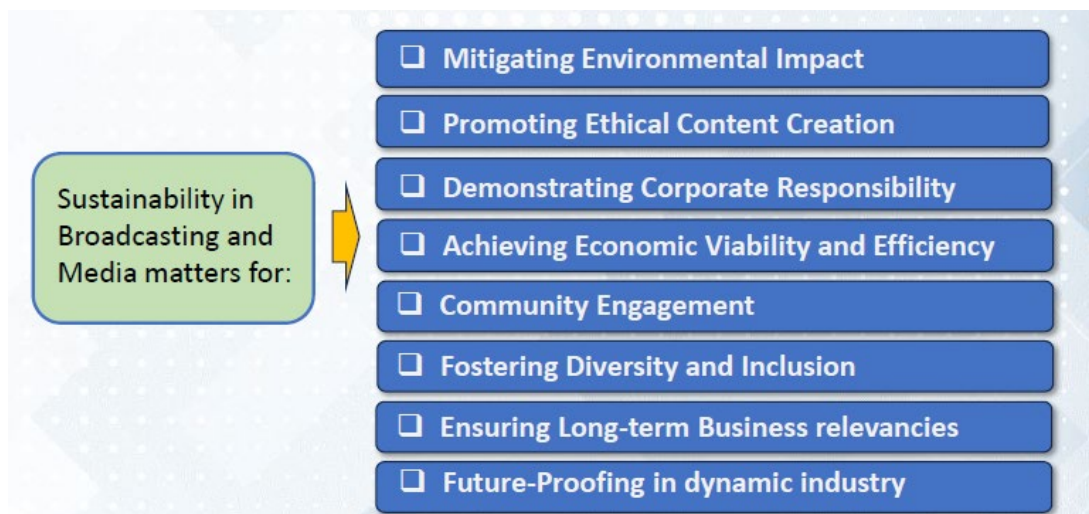 Sustainability in
Broadcasting and
Media matters for:
❑ Mitigating Environmental Impact
❑ Promoting Ethical Content Creation
❑ Demonstrating Corporate Responsibility
❑ Achieving Economic Viability and Efficiency
❑ Community Engagement
❑ Fostering Diversity and Inclusion
❑ Ensuring Long-term Business relevancies
❑ Future-Proofing in dynamic industry